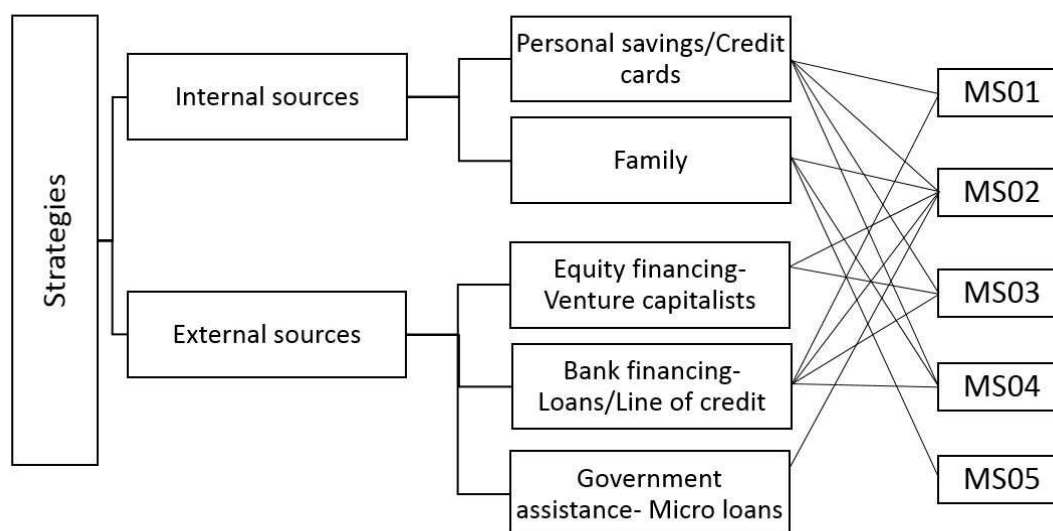 Strategies
Internal sources
External sources
Personal savings/Credit
cards
Family
Equity financing-
Venture capitalists
Bank financing-
Loans/Line of credit
Government
assistance- Micro loans
MS01
MS02
MS03
MS04
MS05